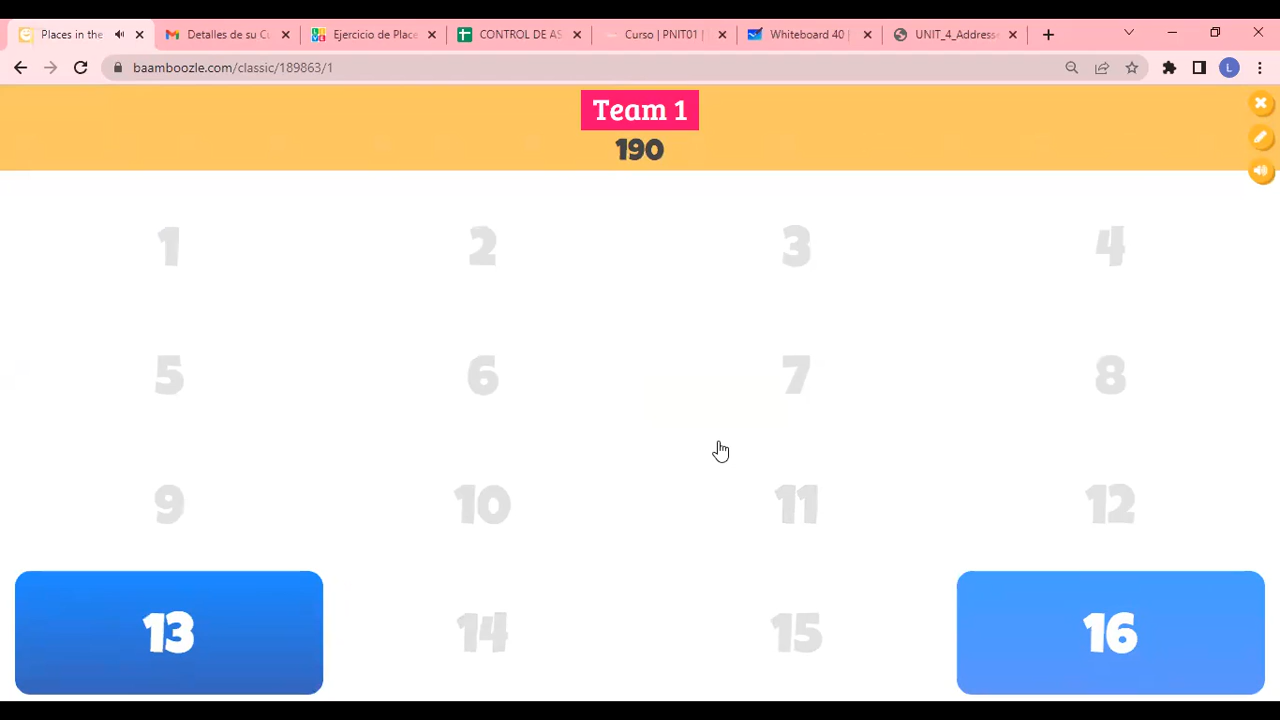 Places in the
Detalles de su Cu
Ejercicio de Place
CONTROL DE AS
Curso | PNIT01 |
Whiteboard 40 |
UNIT_4_Address
baamboozle.com/classic/189863/1
L
Team 1
190
1 2 3 4
5 6 7 8
9 10 11 12
13 14 15 16